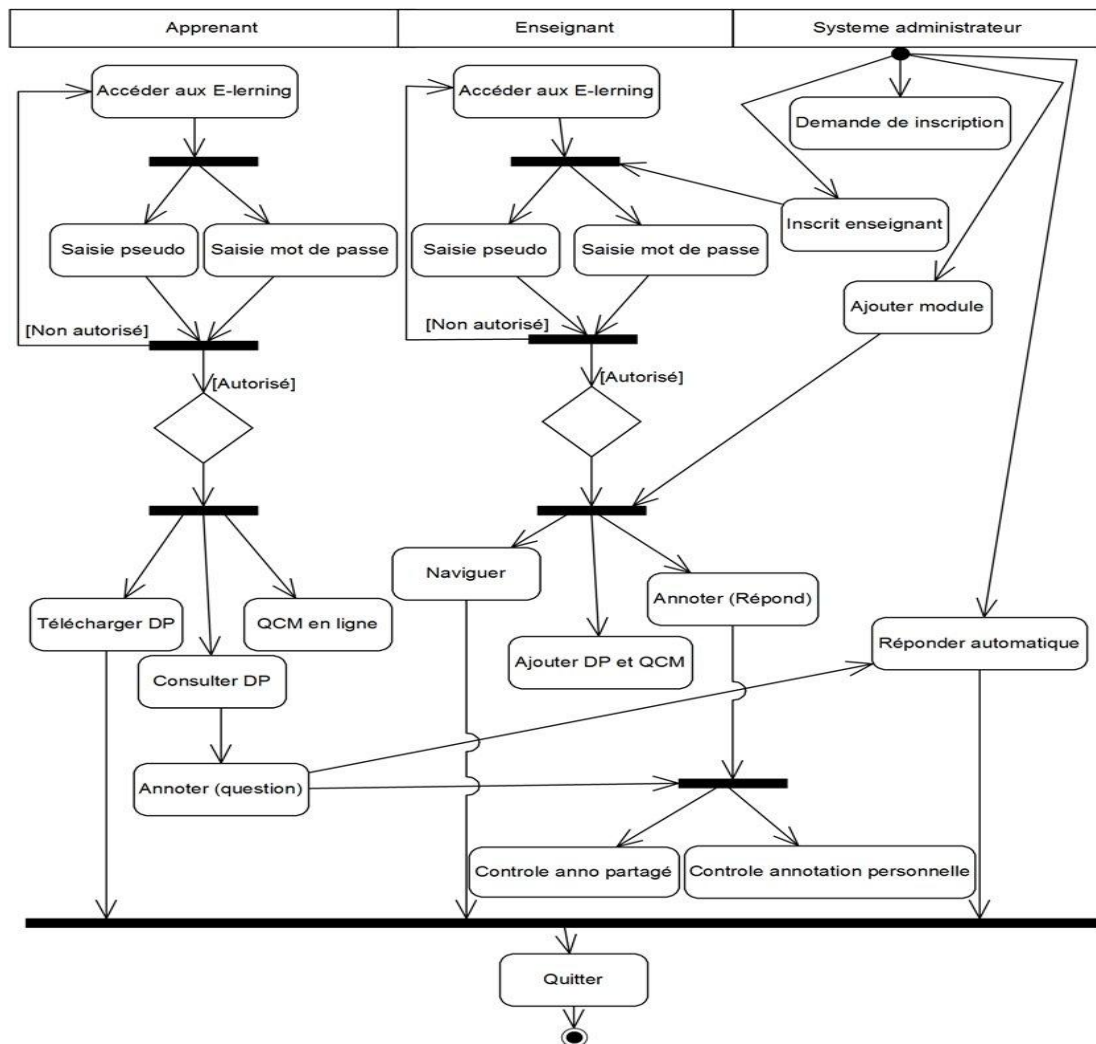 Apprenant
Enseignant
Systeme administrateur
Accéder aux E-lerning
Accéder aux E-lerning
Demande de inscription
Inscrit enseignant
Saisie pseudo
Saisie mot de passe
Saisie pseudo
Saisie mot de passe
Ajouter module
[Non autorisé]
[Non autorisé]
[Autorisé]
[Autorisé]
Naviguer
Annoter (Répond)
Télécharger DP
QCM en ligne
Réponder automatique
Consulter DP
Ajouter DP et QCM
Annoter (question)
Controle anno partagé
Controle annotation personnelle
Quitter